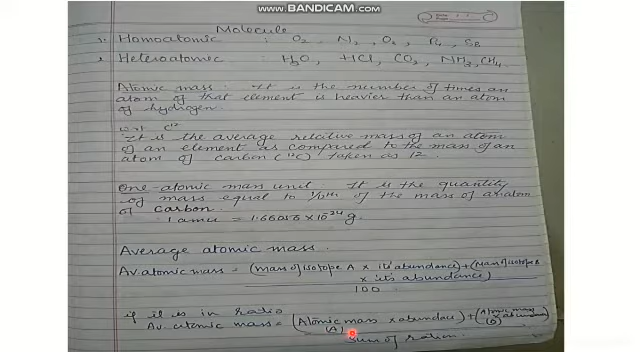 WWW.BANDICAM.COM
Molecule
Homoatomic : O2 N2, O2, P4, S8
Heteroatomic : H2O, HCl, CO2, NH3, CH4
Atomic mass. It is the number of times an
atom of that element is heavier than an atom
of hydrogen
w.r.t C12
It is the average relative mass of an atom
of an element as compared to the mass of an
atom of carbon (12C) taken as 12.
One atomic mass unit It is the quantity
of mass equal to 1/12th of the mass of an atom
of carbon
1 amu = 1.66056 × 10-24 g.
Average atomic mass.
Av atomic mass = (Mass of isotope A × its abundance) + (Mass of isotope B
× its abundance)
100
if it is in ratio
Av atomic mass = (Atomic mass × abundance) + (Atomic mass × abundance)
(A) (B)
sum of ratio